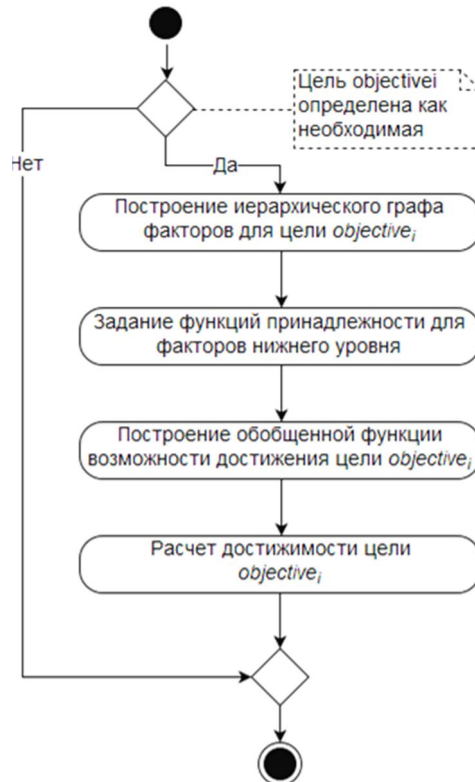 Цель objectivei
определена как
необходимая
Нет
Да
Построение иерархического графа
факторов для цели objectiveᵢ
Задание функций принадлежности для
факторов нижнего уровня
Построение обобщенной функции
возможности достижения цели objectiveᵢ
Расчет достижимости цели
objectiveᵢ